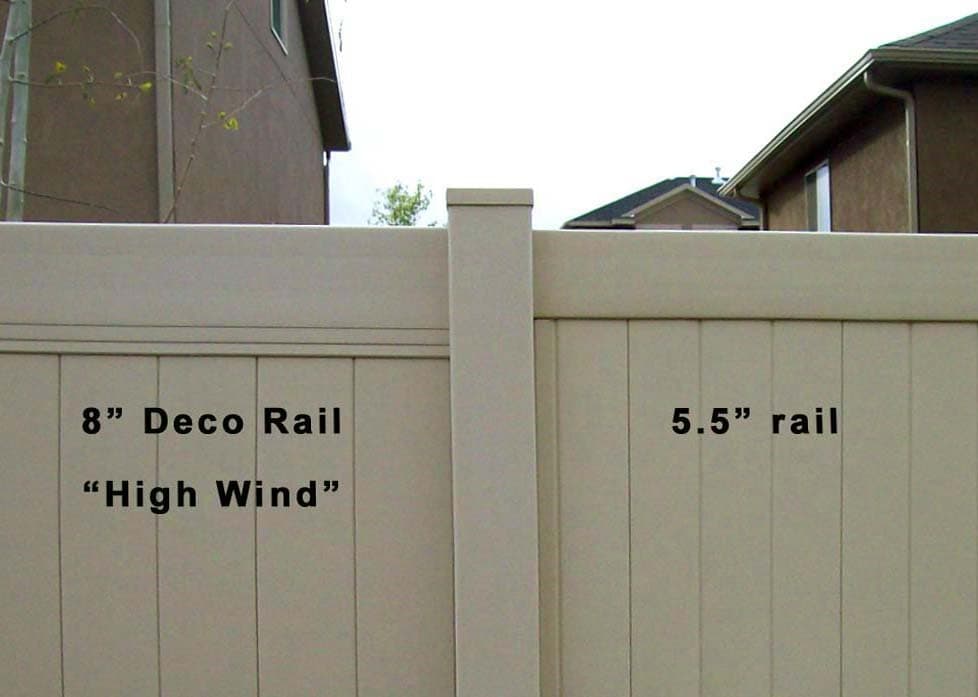 8” Deco Rail
“High Wind”
5.5” rail